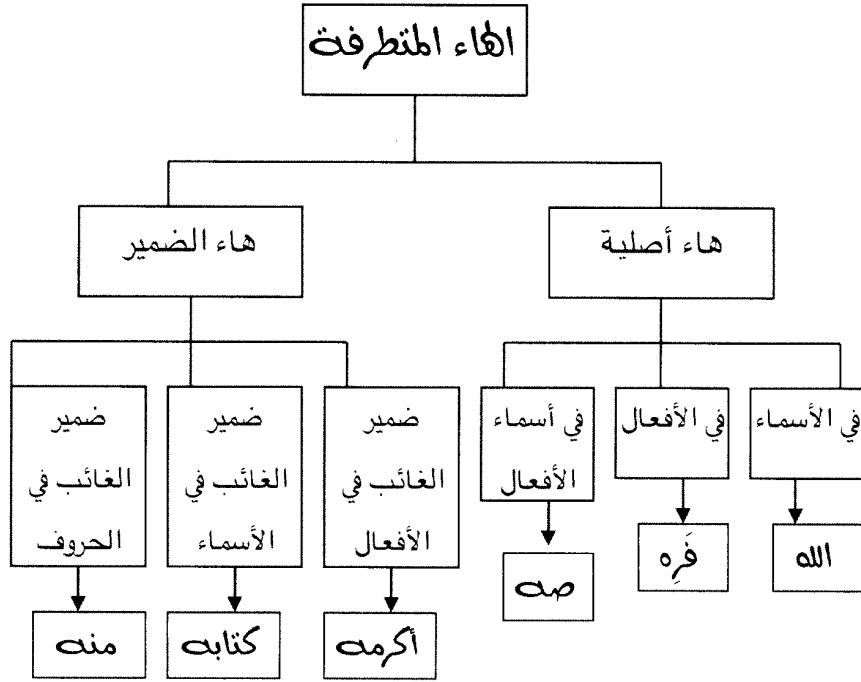 الهاء المتطرفة
هاء أصلية
هاء الضمير
في الأسماء
في الأفعال
في أسماء
الأفعال
ضمير
الغائب في
الأفعال
ضمير
الغائب في
الأسماء
ضمير
الغائب في
الحروف
الله
فَرِه
صه
أكرمه
كتابه
منه